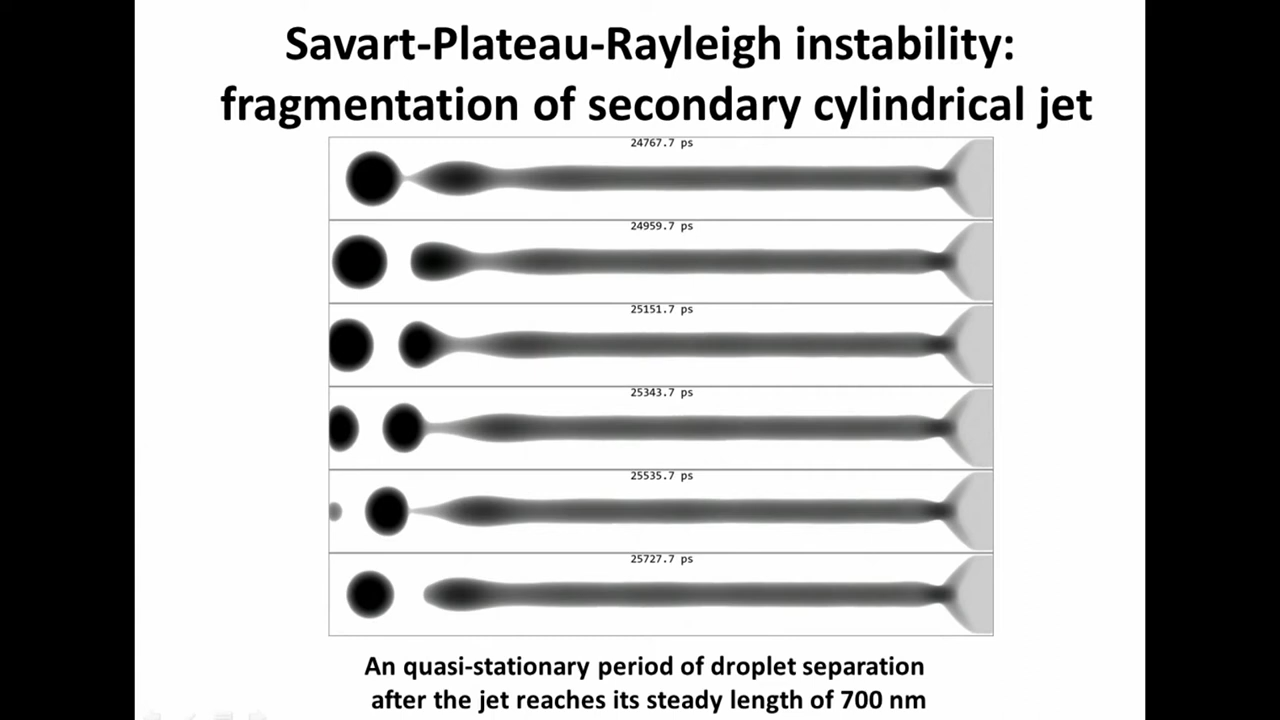 Savart-Plateau-Rayleigh instability:
fragmentation of secondary cylindrical jet
24767.7 ps
24959.7 ps
25151.7 ps
25343.7 ps
25535.7 ps
25727.7 ps
An quasi-stationary period of droplet separation
after the jet reaches its steady length of 700 nm